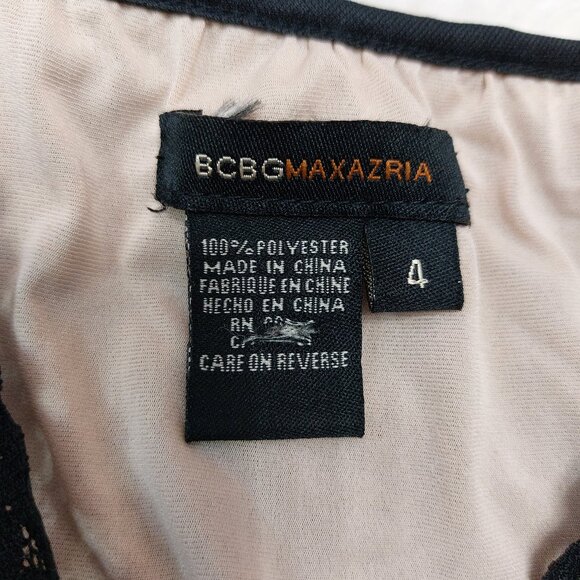 BCBGMAXAZRIA
100% POLYESTER
MADE IN CHINA
FABRIQUE EN CHINE
HECHO EN CHINA
RN
CARE ON REVERSE
4